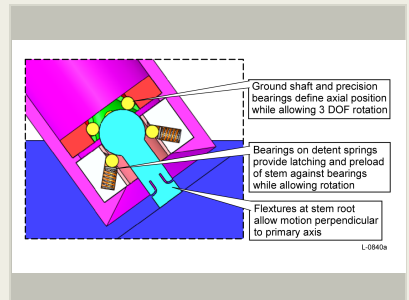 Ground shaft and precision
bearings define axial position
while allowing 3 DOF rotation
Bearings on detent springs
provide latching and preload
of stem against bearings
while allowing rotation
Flextures at stem root
allow motion perpendicular
to primary axis
L-0840a